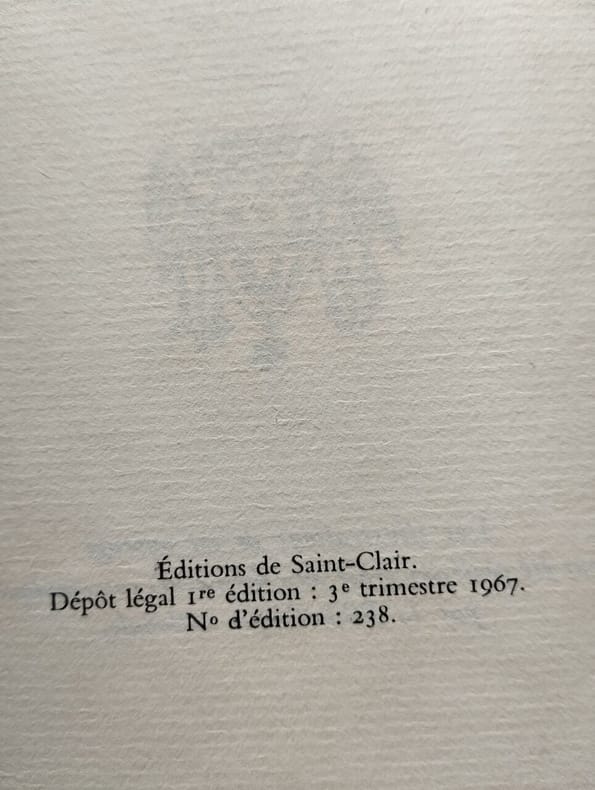 Éditions de Saint-Clair.
Dépôt légal 1re édition : 3e trimestre 1967.
No d'édition : 238.